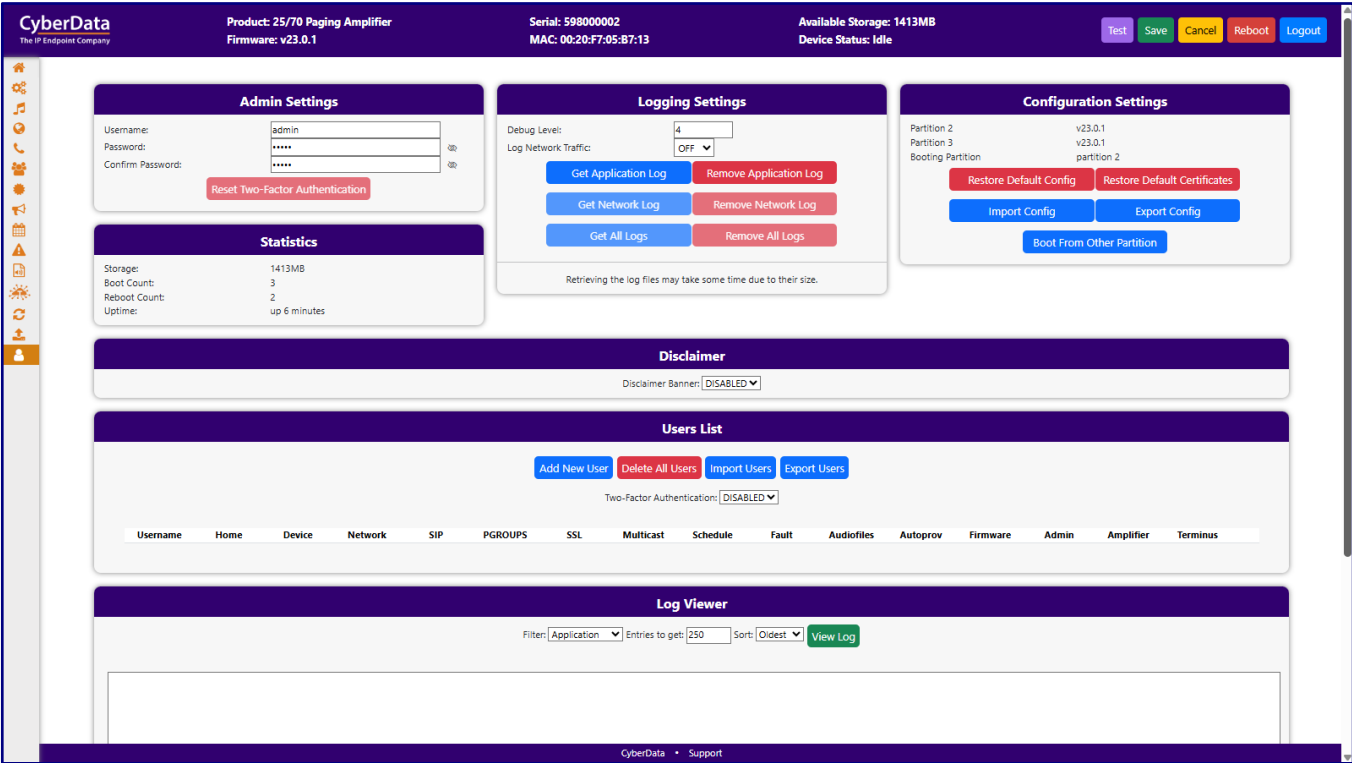 CyberData
The IP Endpoint Company
Product: 25/70 Paging Amplifier
Firmware: v23.0.1
Serial: 598000002
MAC: 00:20:F7:05:B7:13
Available Storage: 1413MB
Device Status: Idle
Test Save Cancel Reboot Logout
Admin Settings
Username: admin
Password: •••••
Confirm Password: •••••
Reset Two-Factor Authentication
Statistics
Storage: 1413MB
Boot Count: 3
Reboot Count: 2
Uptime: up 6 minutes
Logging Settings
Debug Level: 4
Log Network Traffic: OFF
Get Application Log Remove Application Log
Get Network Log Remove Network Log
Get All Logs Remove All Logs
Retrieving the log files may take some time due to their size.
Configuration Settings
Partition 2 v23.0.1
Partition 3 v23.0.1
Booting Partition partition 2
Restore Default Config Restore Default Certificates
Import Config Export Config
Boot From Other Partition
Disclaimer
Disclaimer Banner: DISABLED
Users List
Add New User Delete All Users Import Users Export Users
Two-Factor Authentication: DISABLED
Username Home Device Network SIP PGROUPS SSL Multicast Schedule Fault Audiofiles Autoprov Firmware Admin Amplifier Terminus
Log Viewer
Filter: Application Entries to get: 250 Sort: Oldest View Log
CyberData • Support